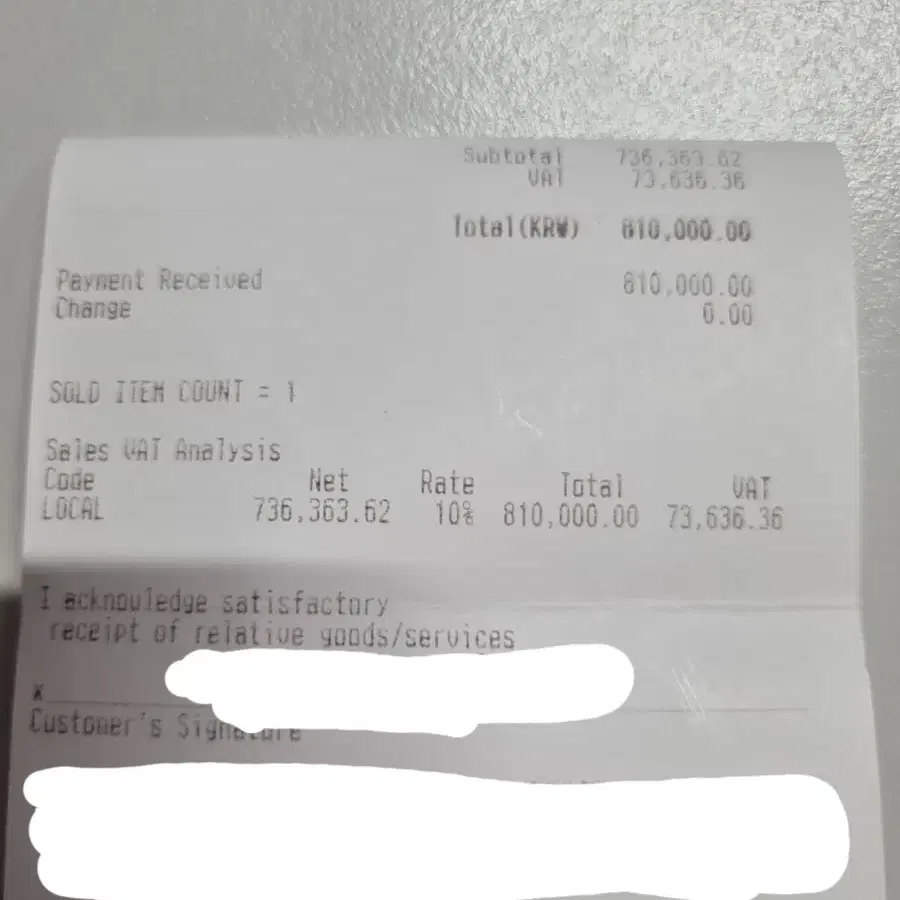 Subtotal 736,363.62
VAT 73,636.36
Total(KRW) 810,000.00
Payment Received 810,000.00
Change 0.00
SOLD ITEM COUNT = 1
Sales VAT Analysis
Code Net Rate Total VAT
LOCAL 736,363.62 10% 810,000.00 73,636.36
I acknowledge satisfactory
receipt of relative goods/services
X
Customer's Signature